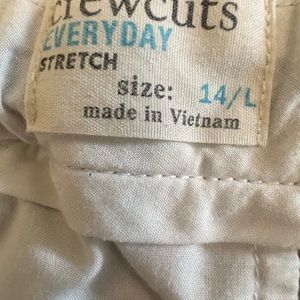 crewcuts
EVERYDAY
STRETCH
size: 14/L
made in Vietnam